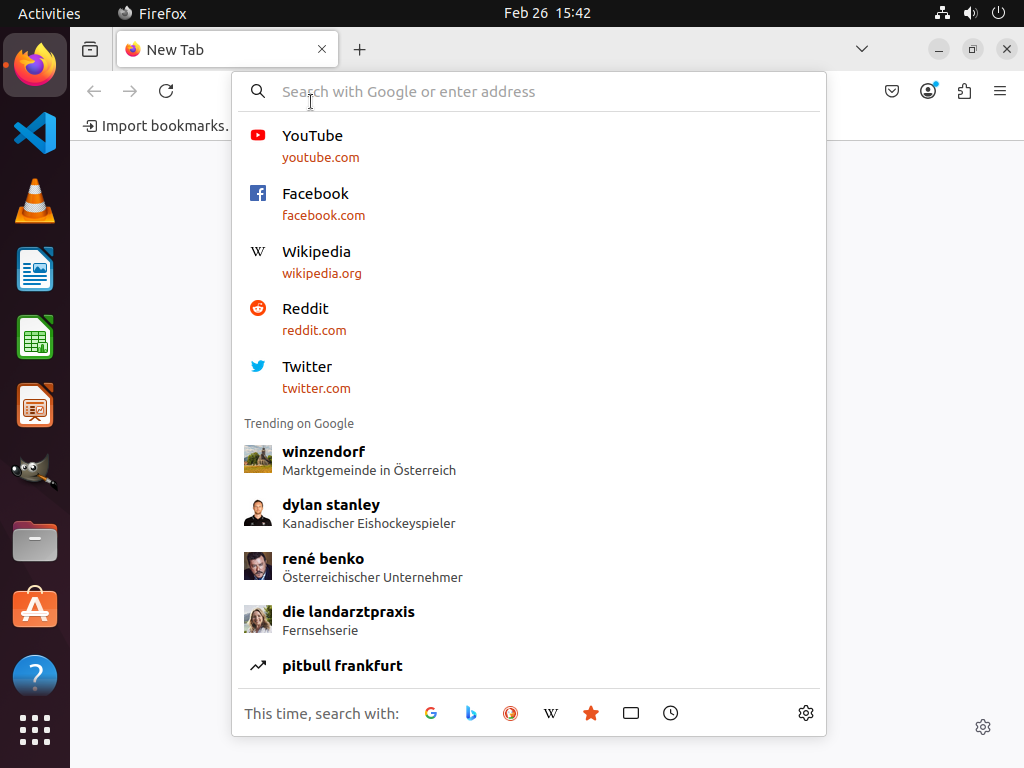 Activities
Firefox
Feb 26 15:42
New Tab
Search with Google or enter address
Import bookmarks.
YouTube
youtube.com
Facebook
facebook.com
W
Wikipedia
wikipedia.org
Reddit
reddit.com
Twitter
twitter.com
Trending on Google
winzendorf
Marktgemeinde in Österreich
dylan stanley
Kanadischer Eishockeyspieler
rené benko
Österreichischer Unternehmer
die landarztpraxis
Fernsehserie
pitbull frankfurt
This time, search with:
W